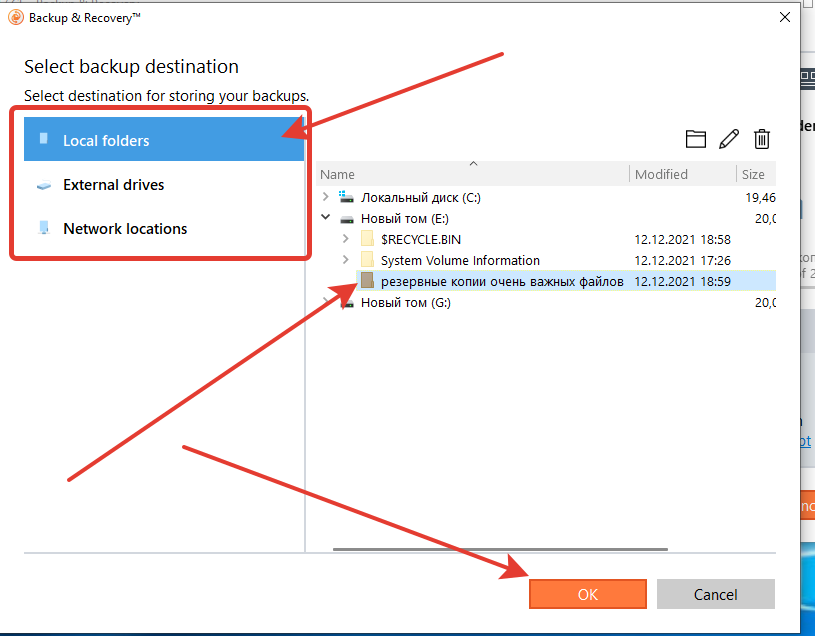 Backup & Recovery™
Select backup destination
Select destination for storing your backups.
Local folders
External drives
Network locations
Name Modified Size
Локальный диск (C:) 19,46
Новый том (E:) 20,0
$RECYCLE.BIN 12.12.2021 18:58
System Volume Information 12.12.2021 17:26
резервные копии очень важных файлов 12.12.2021 18:59
Новый том (G:) 20,0
OK Cancel